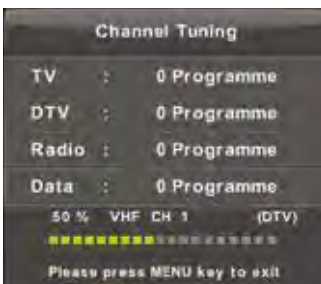 Channel Tuning
TV : 0 Programme
DTV : 0 Programme
Radio : 0 Programme
Data : 0 Programme
50 % VHF CH 1 (DTV)
Please press MENU key to exit